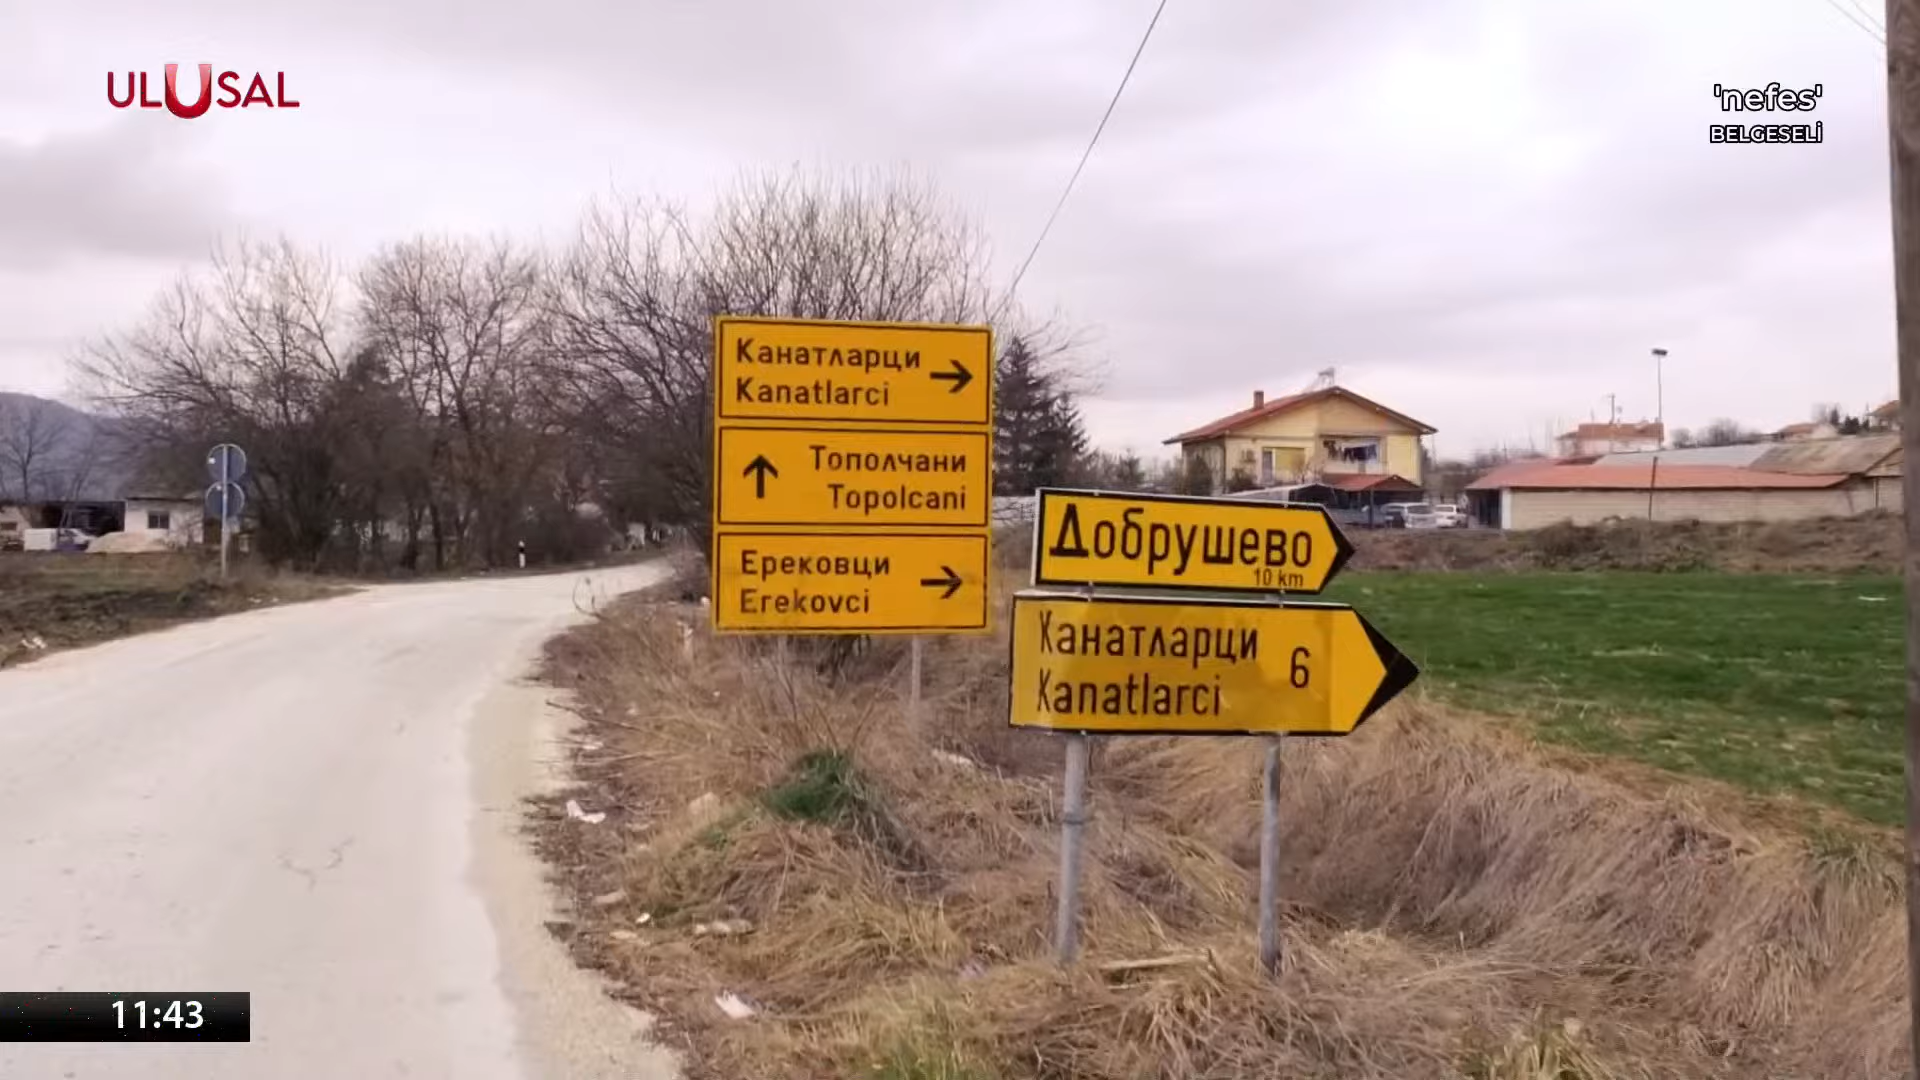 ULUSAL
'nefes'
BELGESELİ
Канатларци
Kanatlarci
Тополчани
Topolcani
Ерековци
Erekovci
Добрушево
10 km
Канатларци
Kanatlarci
6
11:43